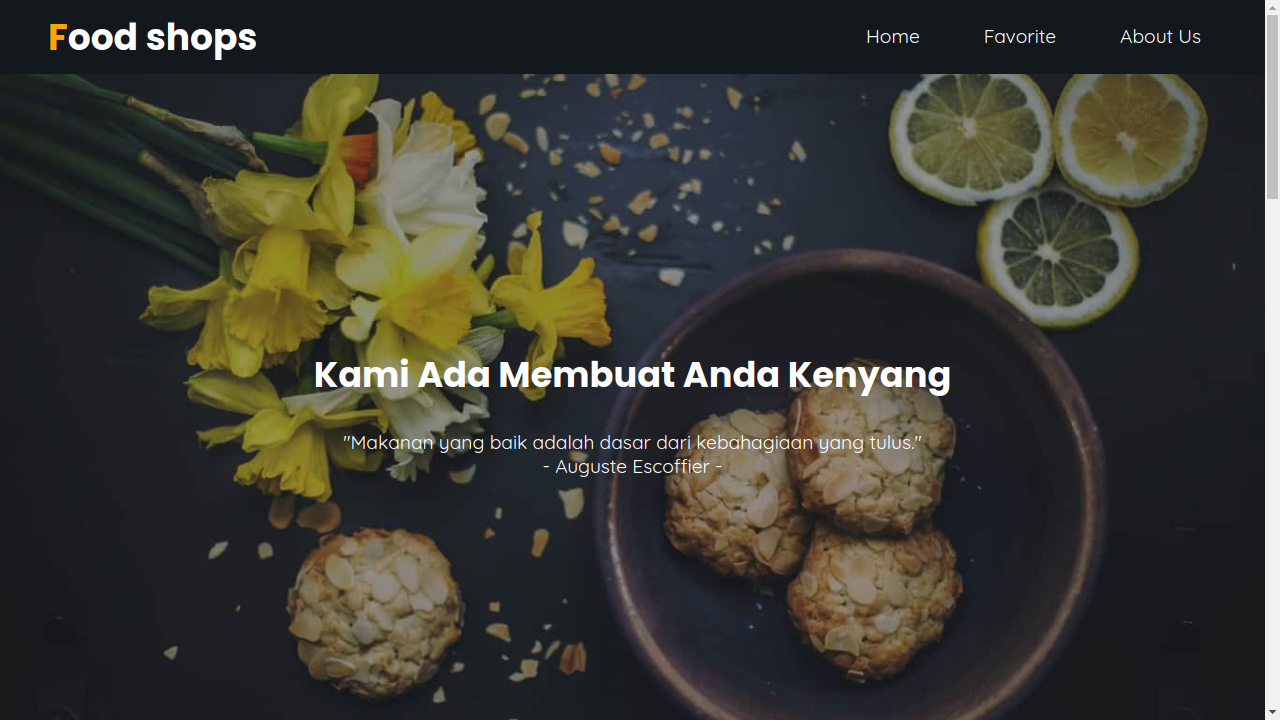 Food shops
Home
Favorite
About Us
Kami Ada Membuat Anda Kenyang
"Makanan yang baik adalah dasar dari kebahagiaan yang tulus."
- Auguste Escoffier -